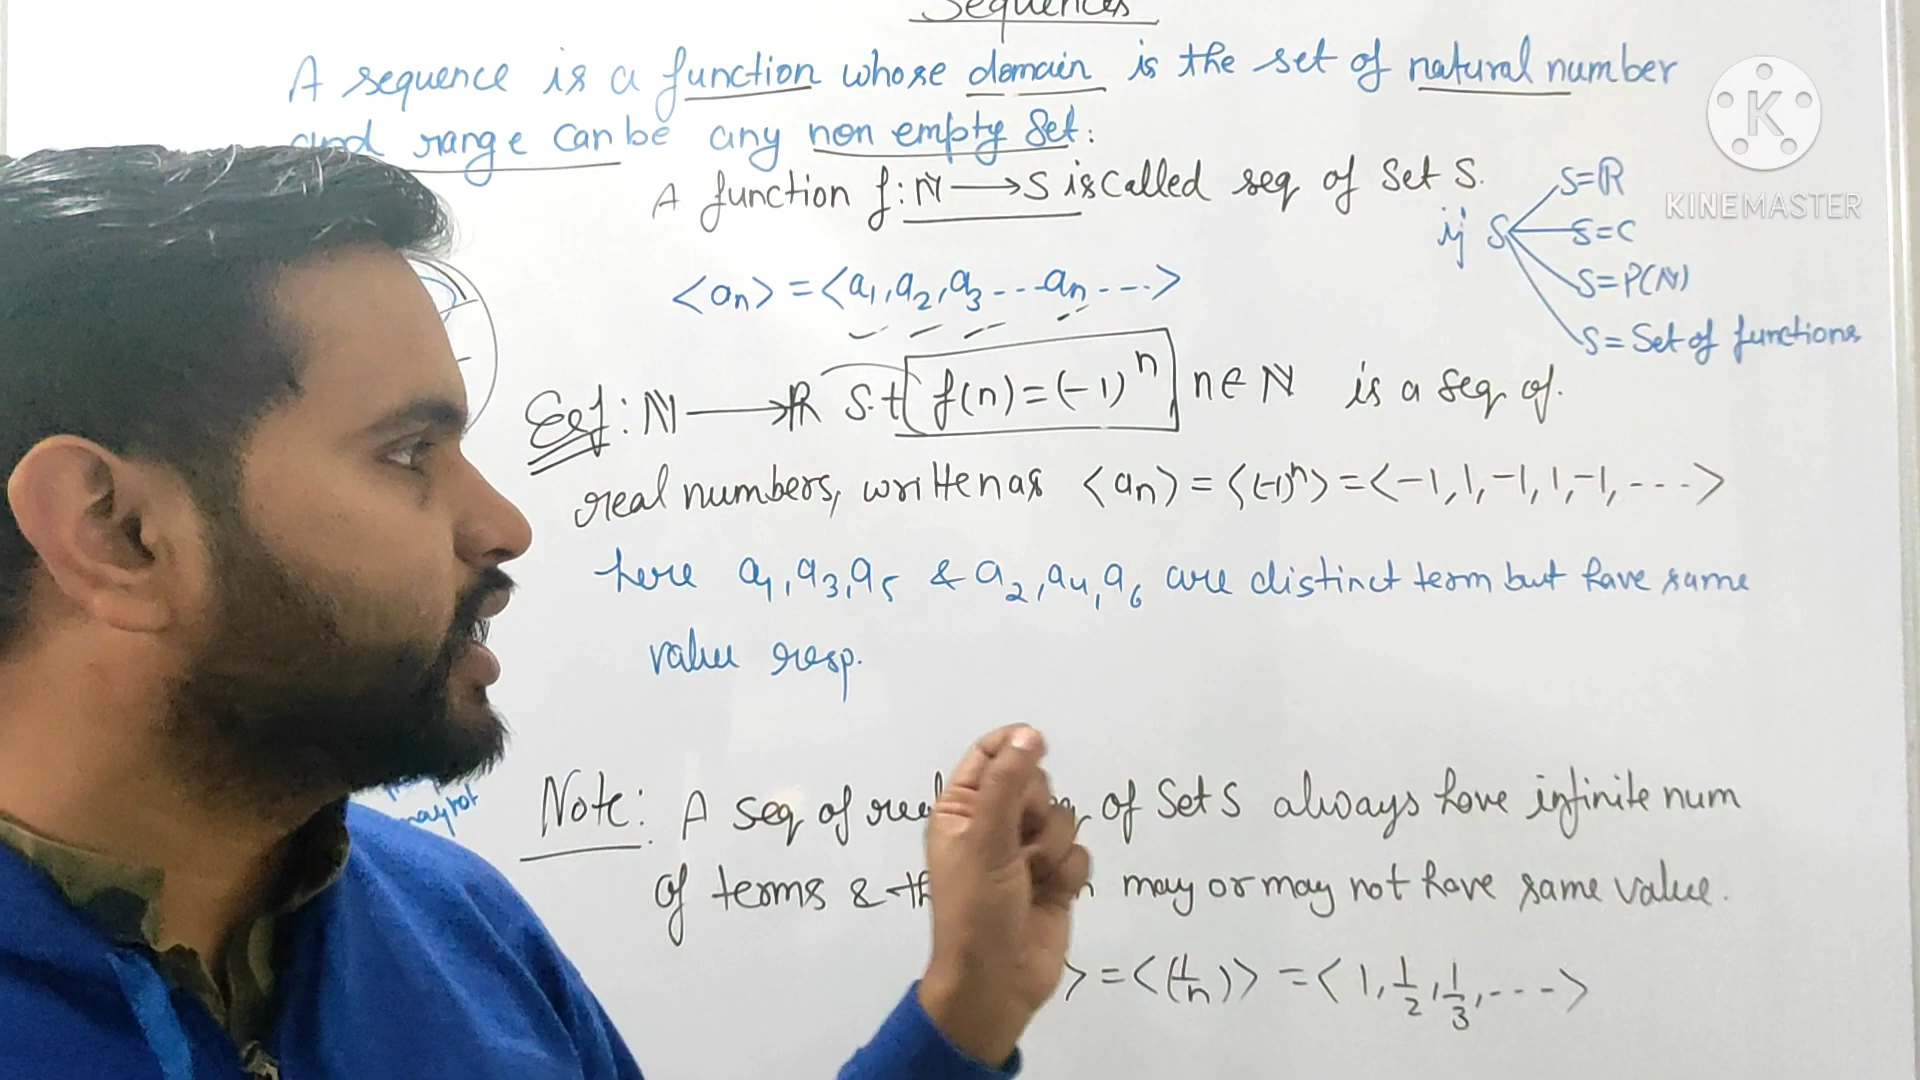 Sequences
A sequence is a function whose domain is the set of natural number
and range can be any non empty set:
A function f: ℕ ⟶ S is called seq of set S.
if S
S=ℝ
S=C
S=P(ℕ)
S= Set of functions
<aₙ> = <a₁, a₂, a₃ ---aₙ ---->
Eg f: ℕ ⟶ ℝ s.t f(n)=(-1)ⁿ n∈ℕ is a seq of.
real numbers, written as <aₙ> = <(-1)ⁿ> = <-1,1,-1,1,-1, ---->
here a₁, a₃, a₅ & a₂, a₄, a₆ are distinct term but have same
value resp.
may not
Note: A seq of of Set S always have infinite num
of terms & may or may not have same value.
> = <(1/n)> = <1, 1/2, 1/3, ---->
KINEMASTER